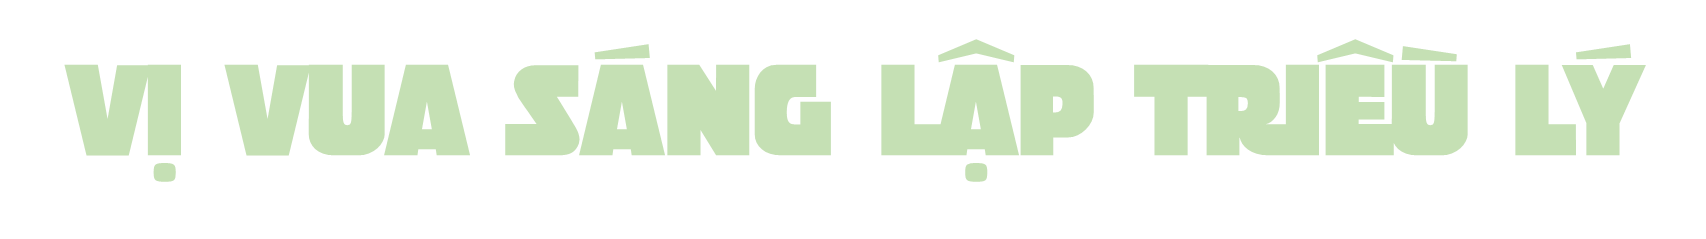 VỊ VUA SÁNG LẬP TRIỀU LÝ